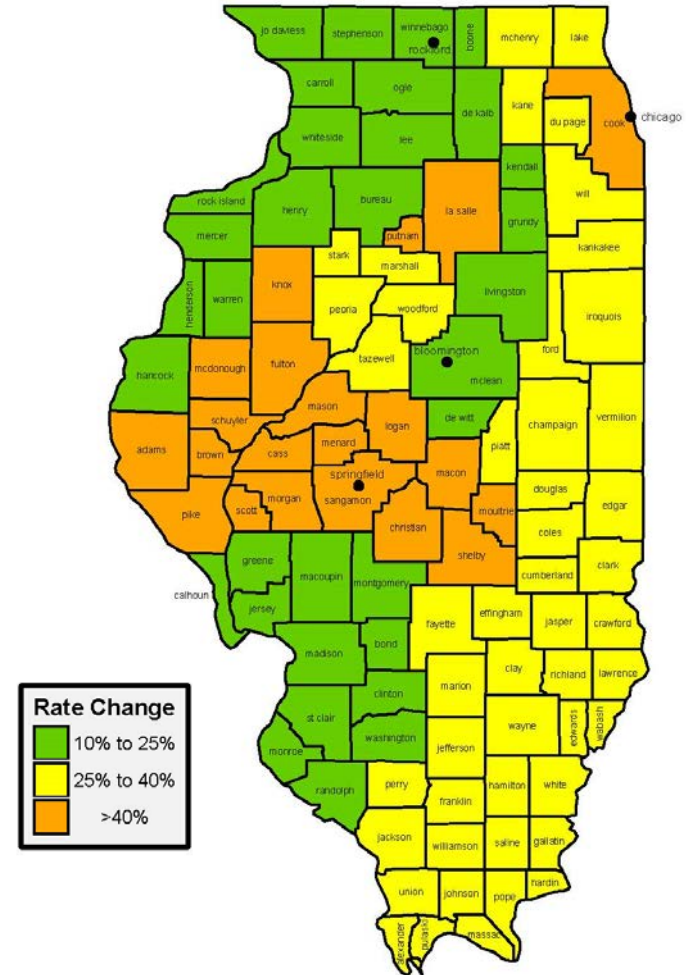 jo daviess
stephenson
winnebago
rockford
boone
mchenry
lake
carroll
ogle
de kalb
kane
du page
cook
chicago
whiteside
lee
kendall
will
rock island
henry
bureau
putnam
la salle
grundy
mercer
stark
marshall
kankakee
henderson
warren
knox
peoria
woodford
livingston
iroquois
hancock
mcdonough
fulton
tazewell
bloomington
mclean
ford
schuyler
mason
logan
de witt
piatt
champaign
vermilion
adams
brown
cass
menard
macon
springfield
sangamon
douglas
edgar
pike
scott
morgan
christian
moultrie
coles
shelby
cumberland
clark
calhoun
greene
macoupin
montgomery
jersey
fayette
effingham
jasper
crawford
madison
bond
clay
richland
lawrence
marion
clinton
st clair
washington
wayne
edwards
wabash
monroe
jefferson
randolph
perry
hamilton
white
franklin
jackson
williamson
saline
gallatin
union
johnson
pope
hardin
alexander
pulaski
massac
Rate Change
10% to 25%
25% to 40%
>40%